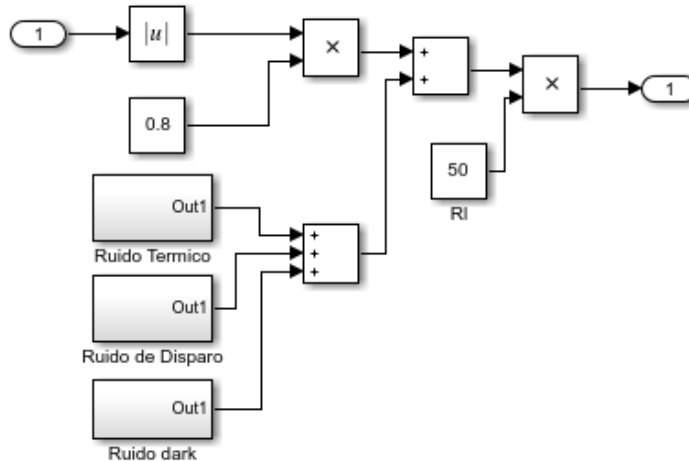 1
|u|
×
+
+
×
1
0.8
50
Rl
Out1
Ruido Termico
+
+
+
Out1
Ruido de Disparo
Out1
Ruido dark